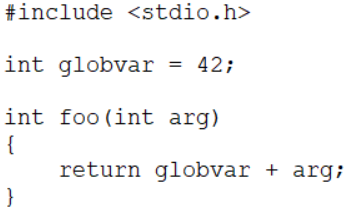 #include <stdio.h>
int globvar = 42;
int foo(int arg)
{
    return globvar + arg;
}